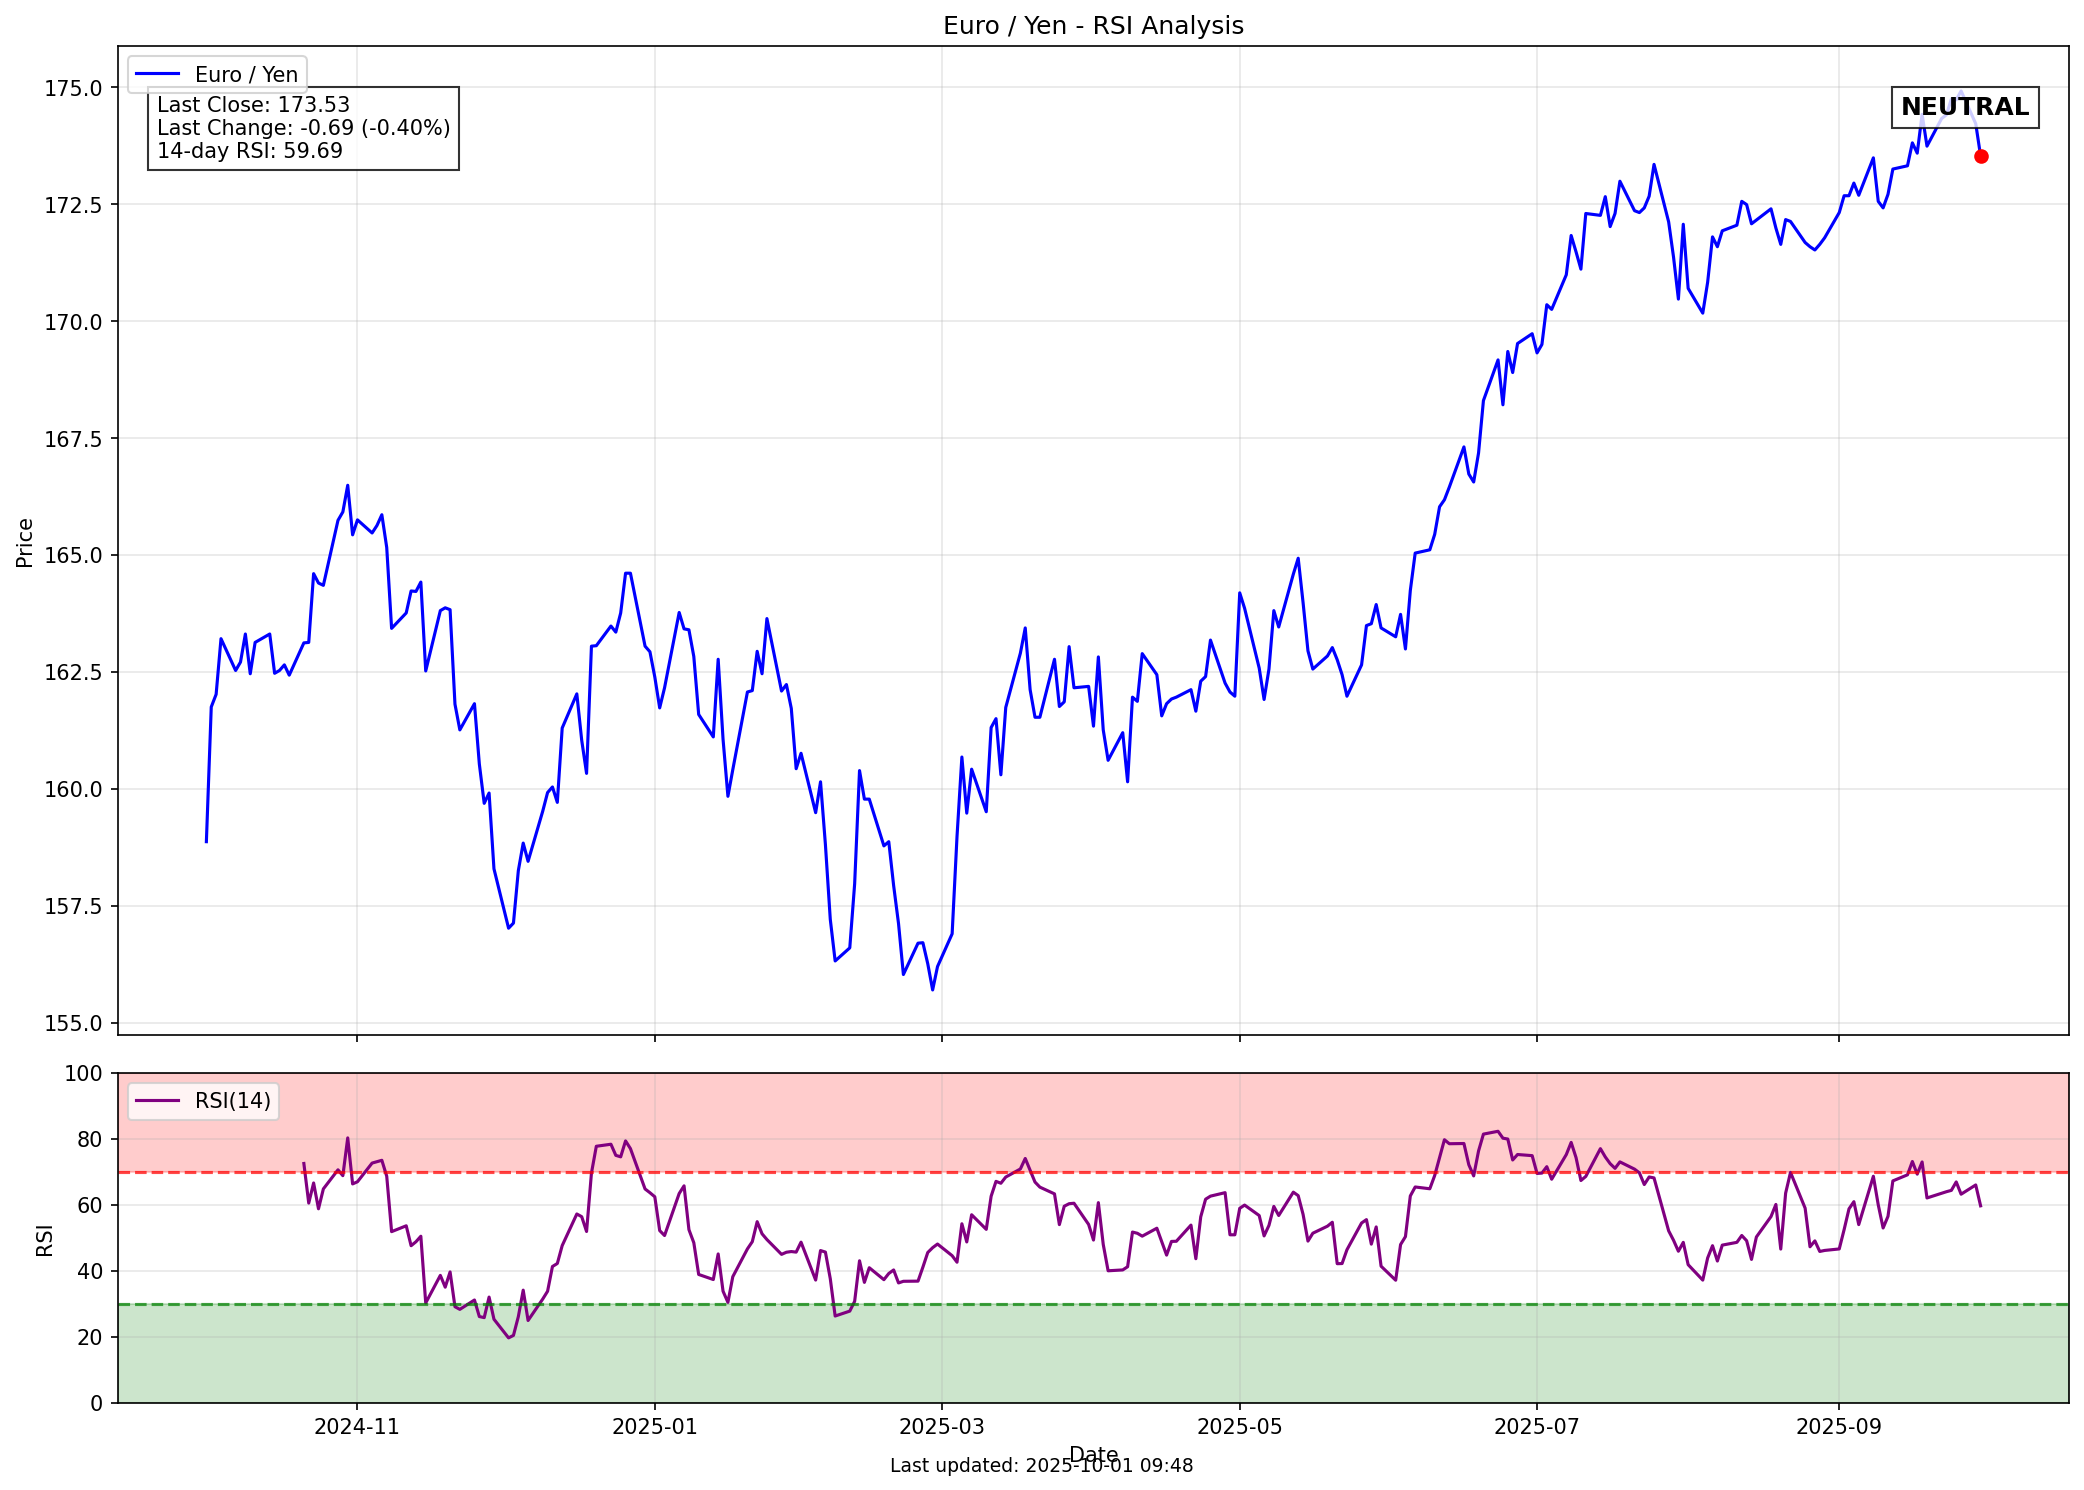 Euro / Yen - RSI Analysis
Euro / Yen
Last Close: 173.53
Last Change: -0.69 (-0.40%)
14-day RSI: 59.69
NEUTRAL
Price
175.0
172.5
170.0
167.5
165.0
162.5
160.0
157.5
155.0
RSI(14)
RSI
100
80
60
40
20
0
2024-11
2025-01
2025-03
2025-05
2025-07
2025-09
Date
Last updated: 2025-10-01 09:48